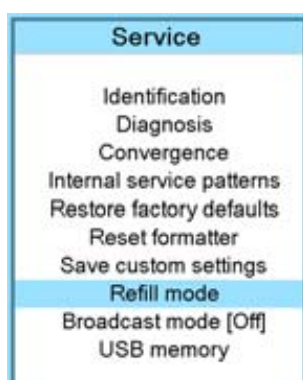 Service
Identification
Diagnosis
Convergence
Internal service patterns
Restore factory defaults
Reset formatter
Save custom settings
Refill mode
Broadcast mode [Off]
USB memory